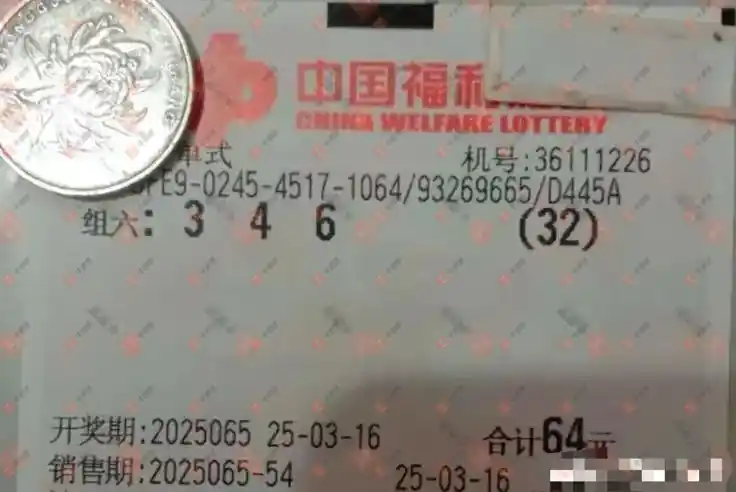 中国福利
CHINA WELFARE LOTTERY
单式 机号:36111226
FE9-0245-4517-1064/93269665/D445A
组六: 3 4 6 (32)
开奖期:2025065 25-03-16 合计64元
销售期:2025065-54 25-03-16